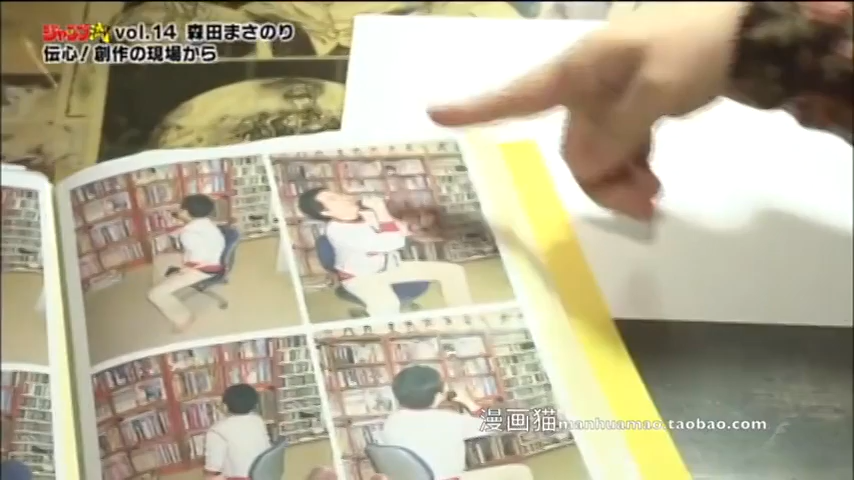 ジャンプ流 vol.14 森田まさのり
伝心!創作の現場から
漫画猫manhuamao.taobao.com